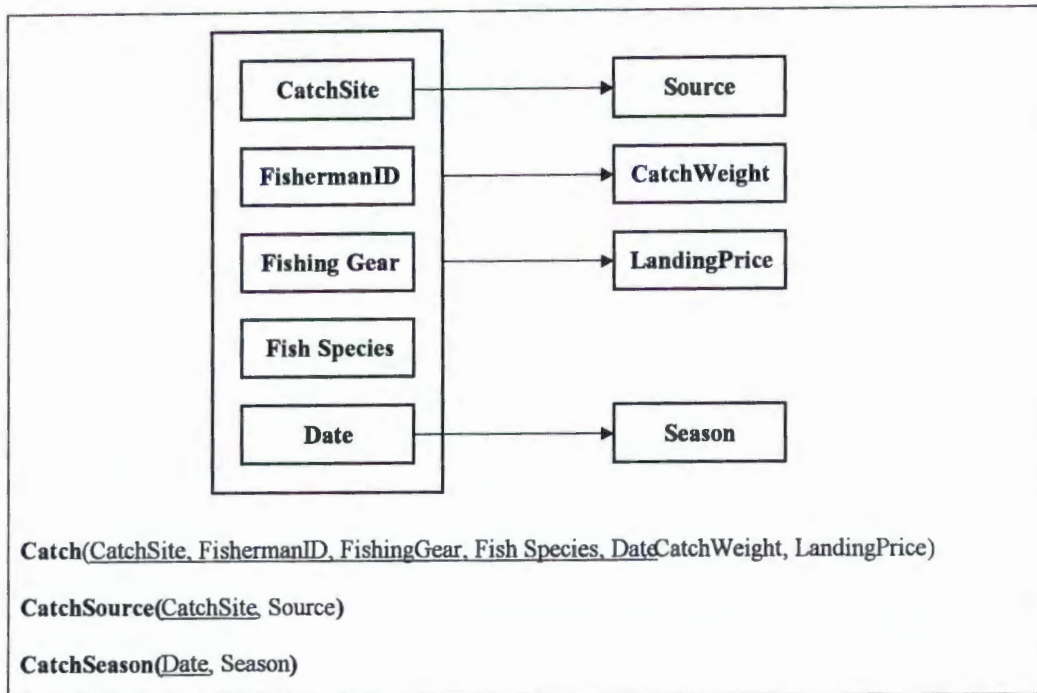 CatchSite Source
FishermanID CatchWeight
Fishing Gear LandingPrice
Fish Species
Date Season
Catch(CatchSite, FishermanID, FishingGear, Fish Species, DateCatchWeight, LandingPrice)
CatchSource(CatchSite, Source)
CatchSeason(Date, Season)